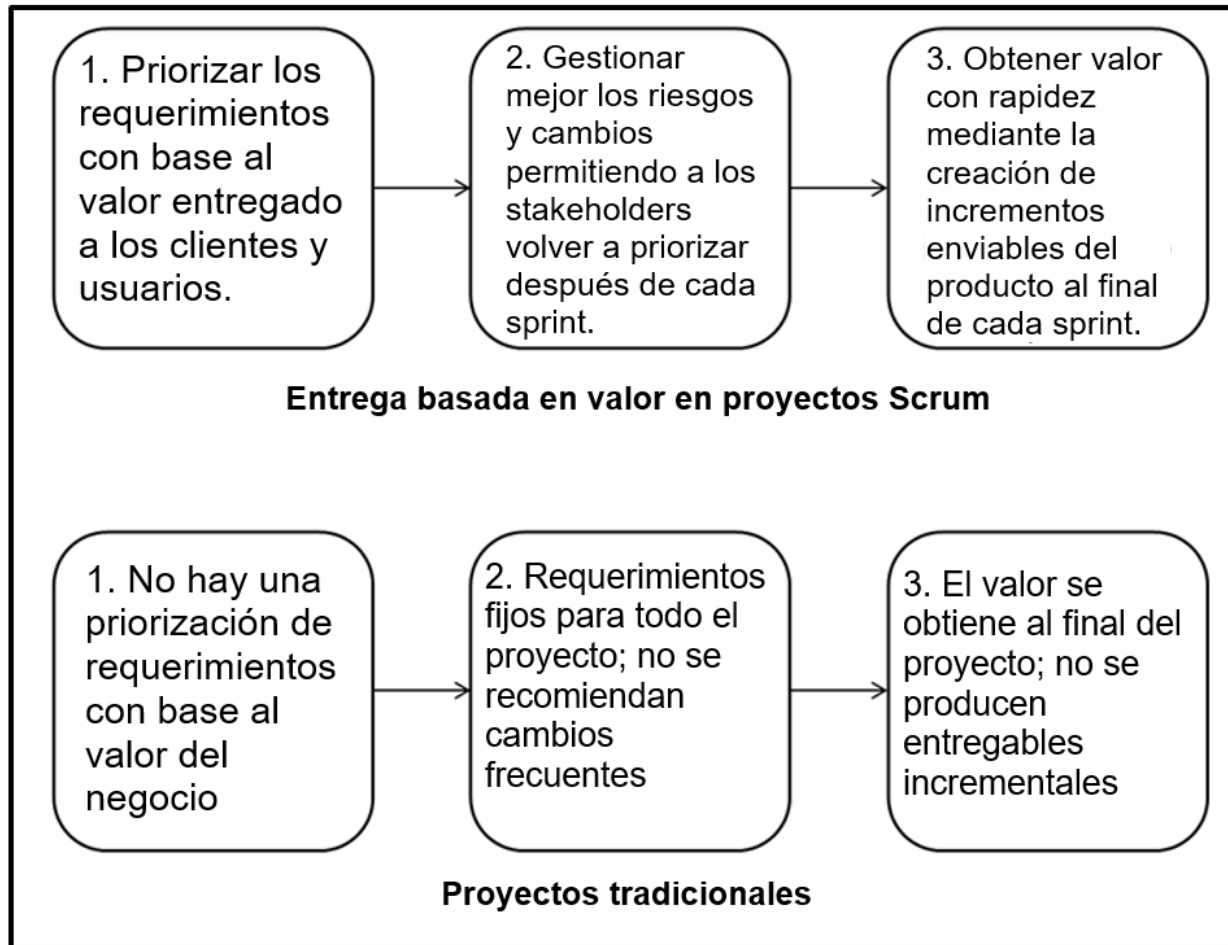 1. Priorizar los
requerimientos
con base al
valor entregado
a los clientes y
usuarios.
2. Gestionar
mejor los riesgos
y cambios
permitiendo a los
stakeholders
volver a priorizar
después de cada
sprint.
3. Obtener valor
con rapidez
mediante la
creación de
incrementos
enviables del
producto al final
de cada sprint.
Entrega basada en valor en proyectos Scrum
1. No hay una
priorización de
requerimientos
con base al
valor del
negocio
2. Requerimientos
fijos para todo el
proyecto; no se
recomiendan
cambios
frecuentes
3. El valor se
obtiene al final del
proyecto; no se
producen
entregables
incrementales
Proyectos tradicionales